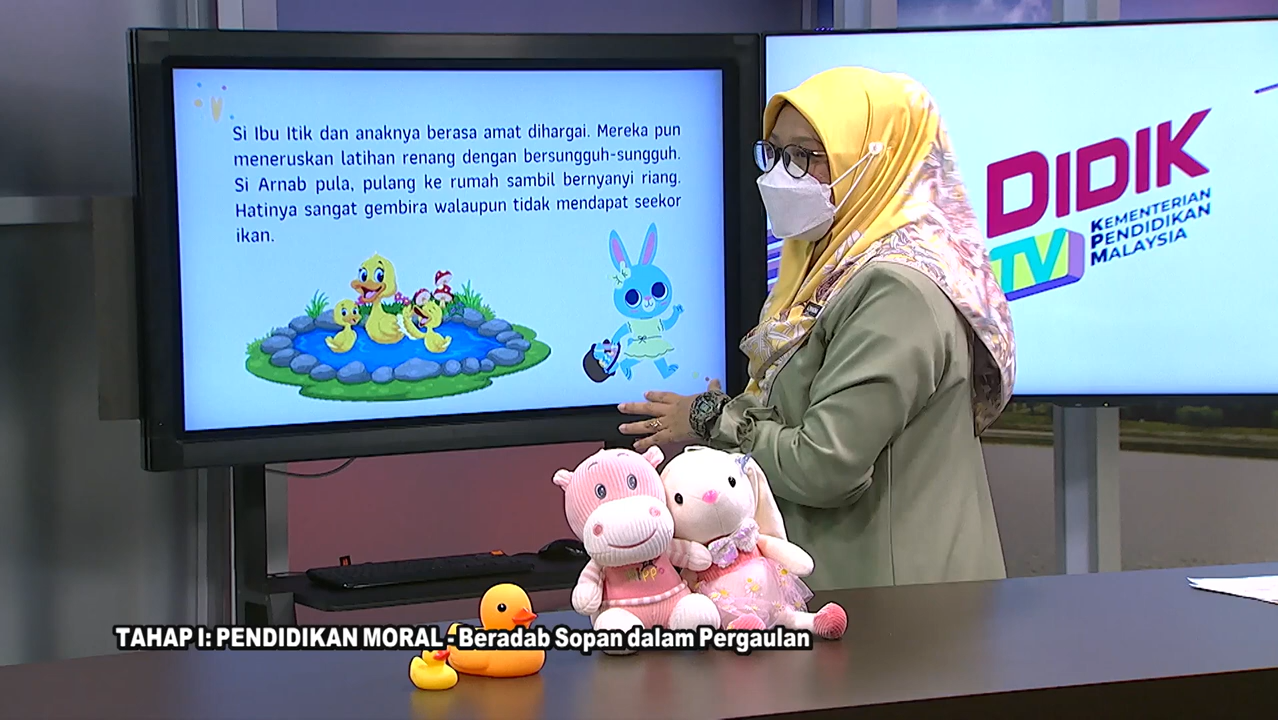 Si Ibu Itik dan anaknya berasa amat dihargai. Mereka pun
meneruskan latihan renang dengan bersungguh-sungguh.
Si Arnab pula, pulang ke rumah sambil bernyanyi riang.
Hatinya sangat gembira walaupun tidak mendapat seekor
ikan.
DIDIK
TV
KEMENTERIAN
PENDIDIKAN
MALAYSIA
TAHAP I: PENDIDIKAN MORAL - Beradab Sopan dalam Pergaulan